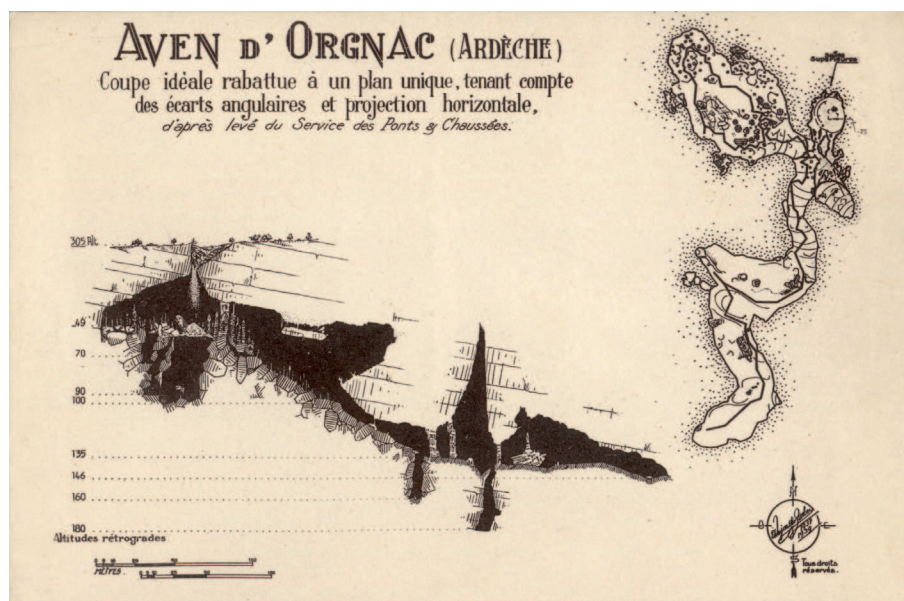 AVEN D' ORGNAC (ARDÈCHE)
Coupe idéale rabattue à un plan unique, tenant compte
des écarts angulaires et projection horizontale,
d'après levé du Service des Ponts & Chaussées.
Salles
Supérieures
305 Alt.
49
70
90
100
135
146
160
180
Altitudes rétrogrades
MÈTRES.
N
O
E
S
Tous droits
réservés.